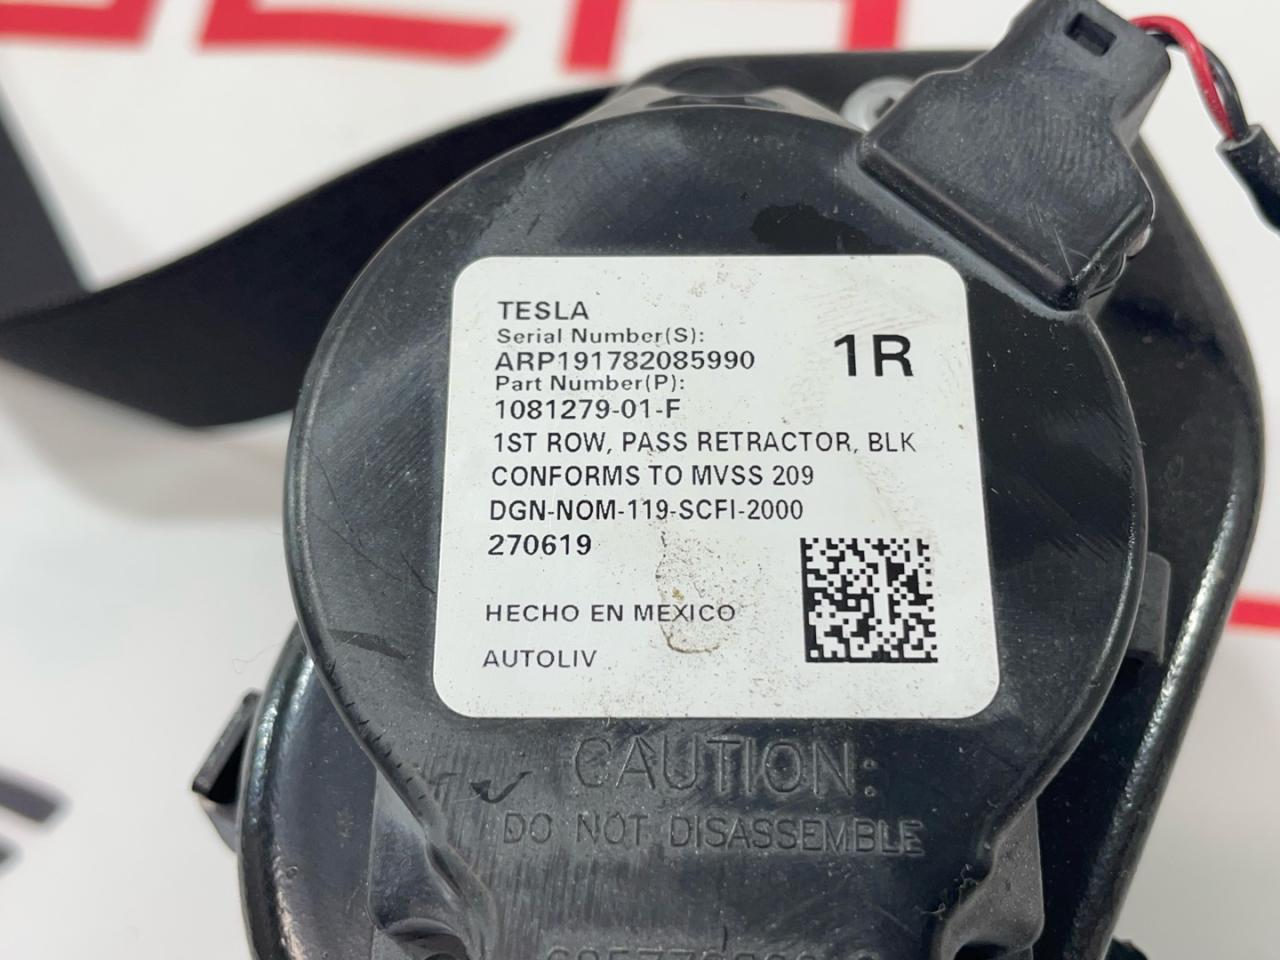 TESLA
Serial Number(S):
ARP191782085990
1R
Part Number(P):
1081279-01-F
1ST ROW, PASS RETRACTOR, BLK
CONFORMS TO MVSS 209
DGN-NOM-119-SCFI-2000
270619
HECHO EN MEXICO
AUTOLIV
CAUTION:
DO NOT DISASSEMBLE